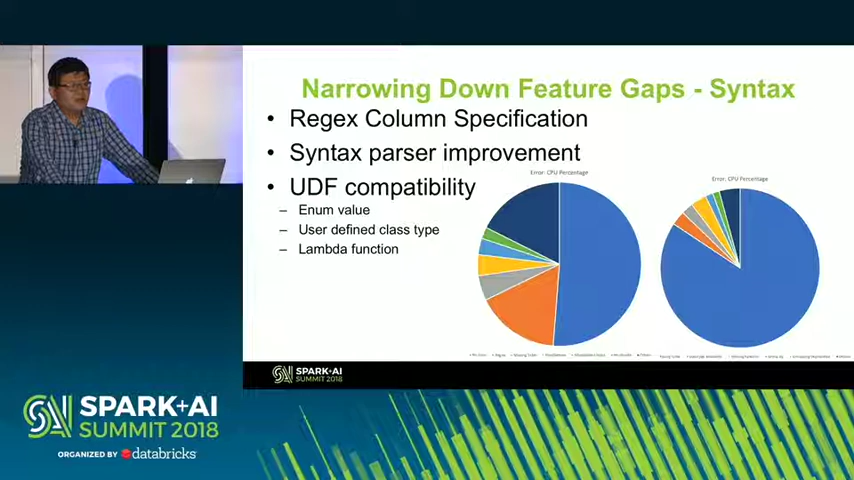 Narrowing Down Feature Gaps - Syntax
• Regex Column Specification
• Syntax parser improvement
• UDF compatibility
– Enum value
– User defined class type
– Lambda function
Error: CPU Percentage
Error: CPU Percentage
SPARK+AI
SUMMIT 2018
SPARK+AI
SUMMIT 2018
ORGANIZED BY databricks